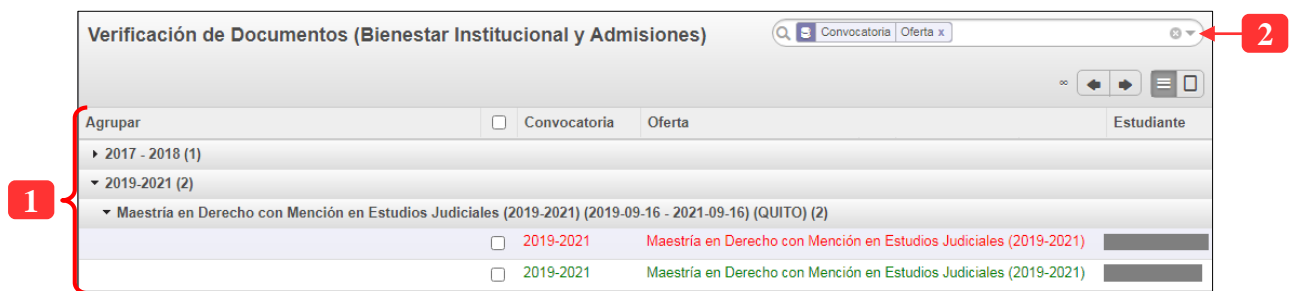 Verificación de Documentos (Bienestar Institucional y Admisiones)
Convocatoria Oferta x
2
∞
Agrupar Convocatoria Oferta Estudiante
2017 - 2018 (1)
1
2019-2021 (2)
Maestría en Derecho con Mención en Estudios Judiciales (2019-2021) (2019-09-16 - 2021-09-16) (QUITO) (2)
2019-2021 Maestría en Derecho con Mención en Estudios Judiciales (2019-2021)
2019-2021 Maestría en Derecho con Mención en Estudios Judiciales (2019-2021)